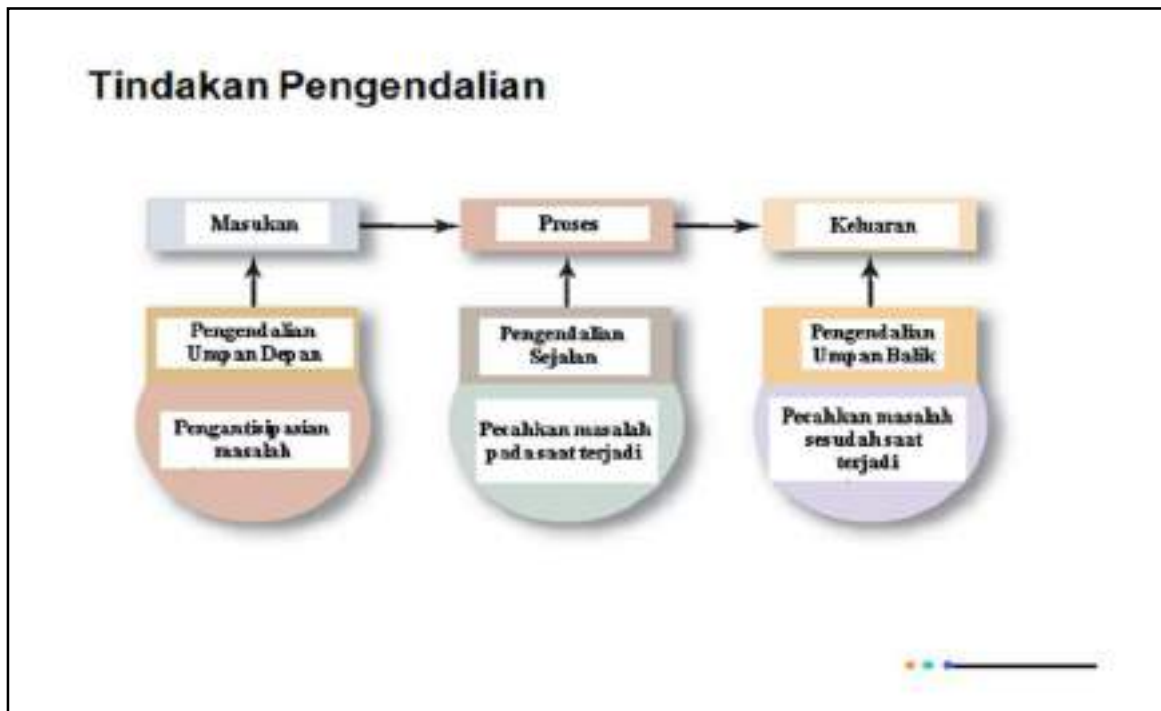 Tindakan Pengendalian
Masukan
Proses
Keluaran
Pengendalian
Umpan Depan
Pengendalian
Sejalan
Pengendalian
Umpan Balik
Pengantisipasian
masalah
Pecahkan masalah
pada saat terjadi
Pecahkan masalah
sesudah saat
terjadi